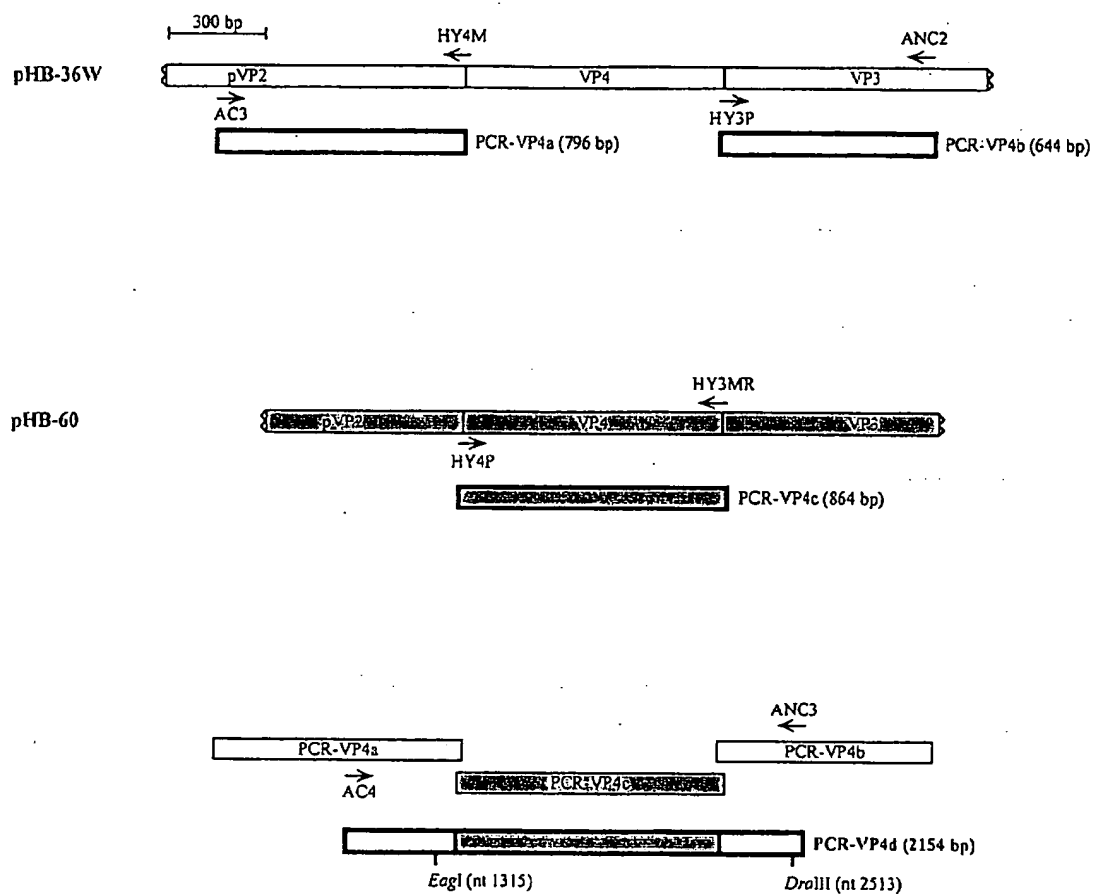 300 bp
HY4M
ANC2
pHB-36W
pVP2
VP4
VP3
AC3
HY3P
PCR-VP4a (796 bp)
PCR-VP4b (644 bp)
HY3MR
pHB-60
pVP2
VP4
VP3
HY4P
PCR-VP4c (864 bp)
ANC3
PCR-VP4a
PCR-VP4b
AC4
PCR-VP4c
PCR-VP4d (2154 bp)
EagI (nt 1315)
DraIII (nt 2513)